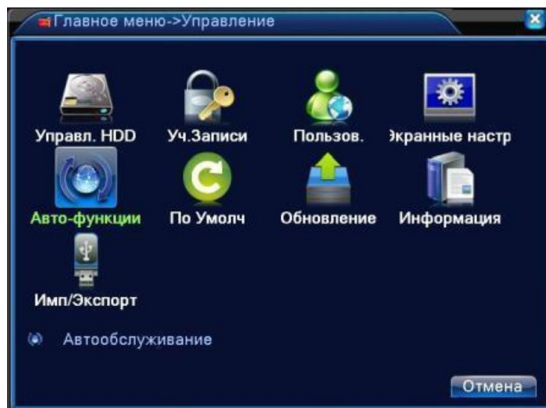 Главное меню->Управление
Управл. HDD Уч.Записи Пользов. Экранные настр
Авто-функции По Умолч Обновление Информация
Имп/Экспорт
Автообслуживание
Отмена